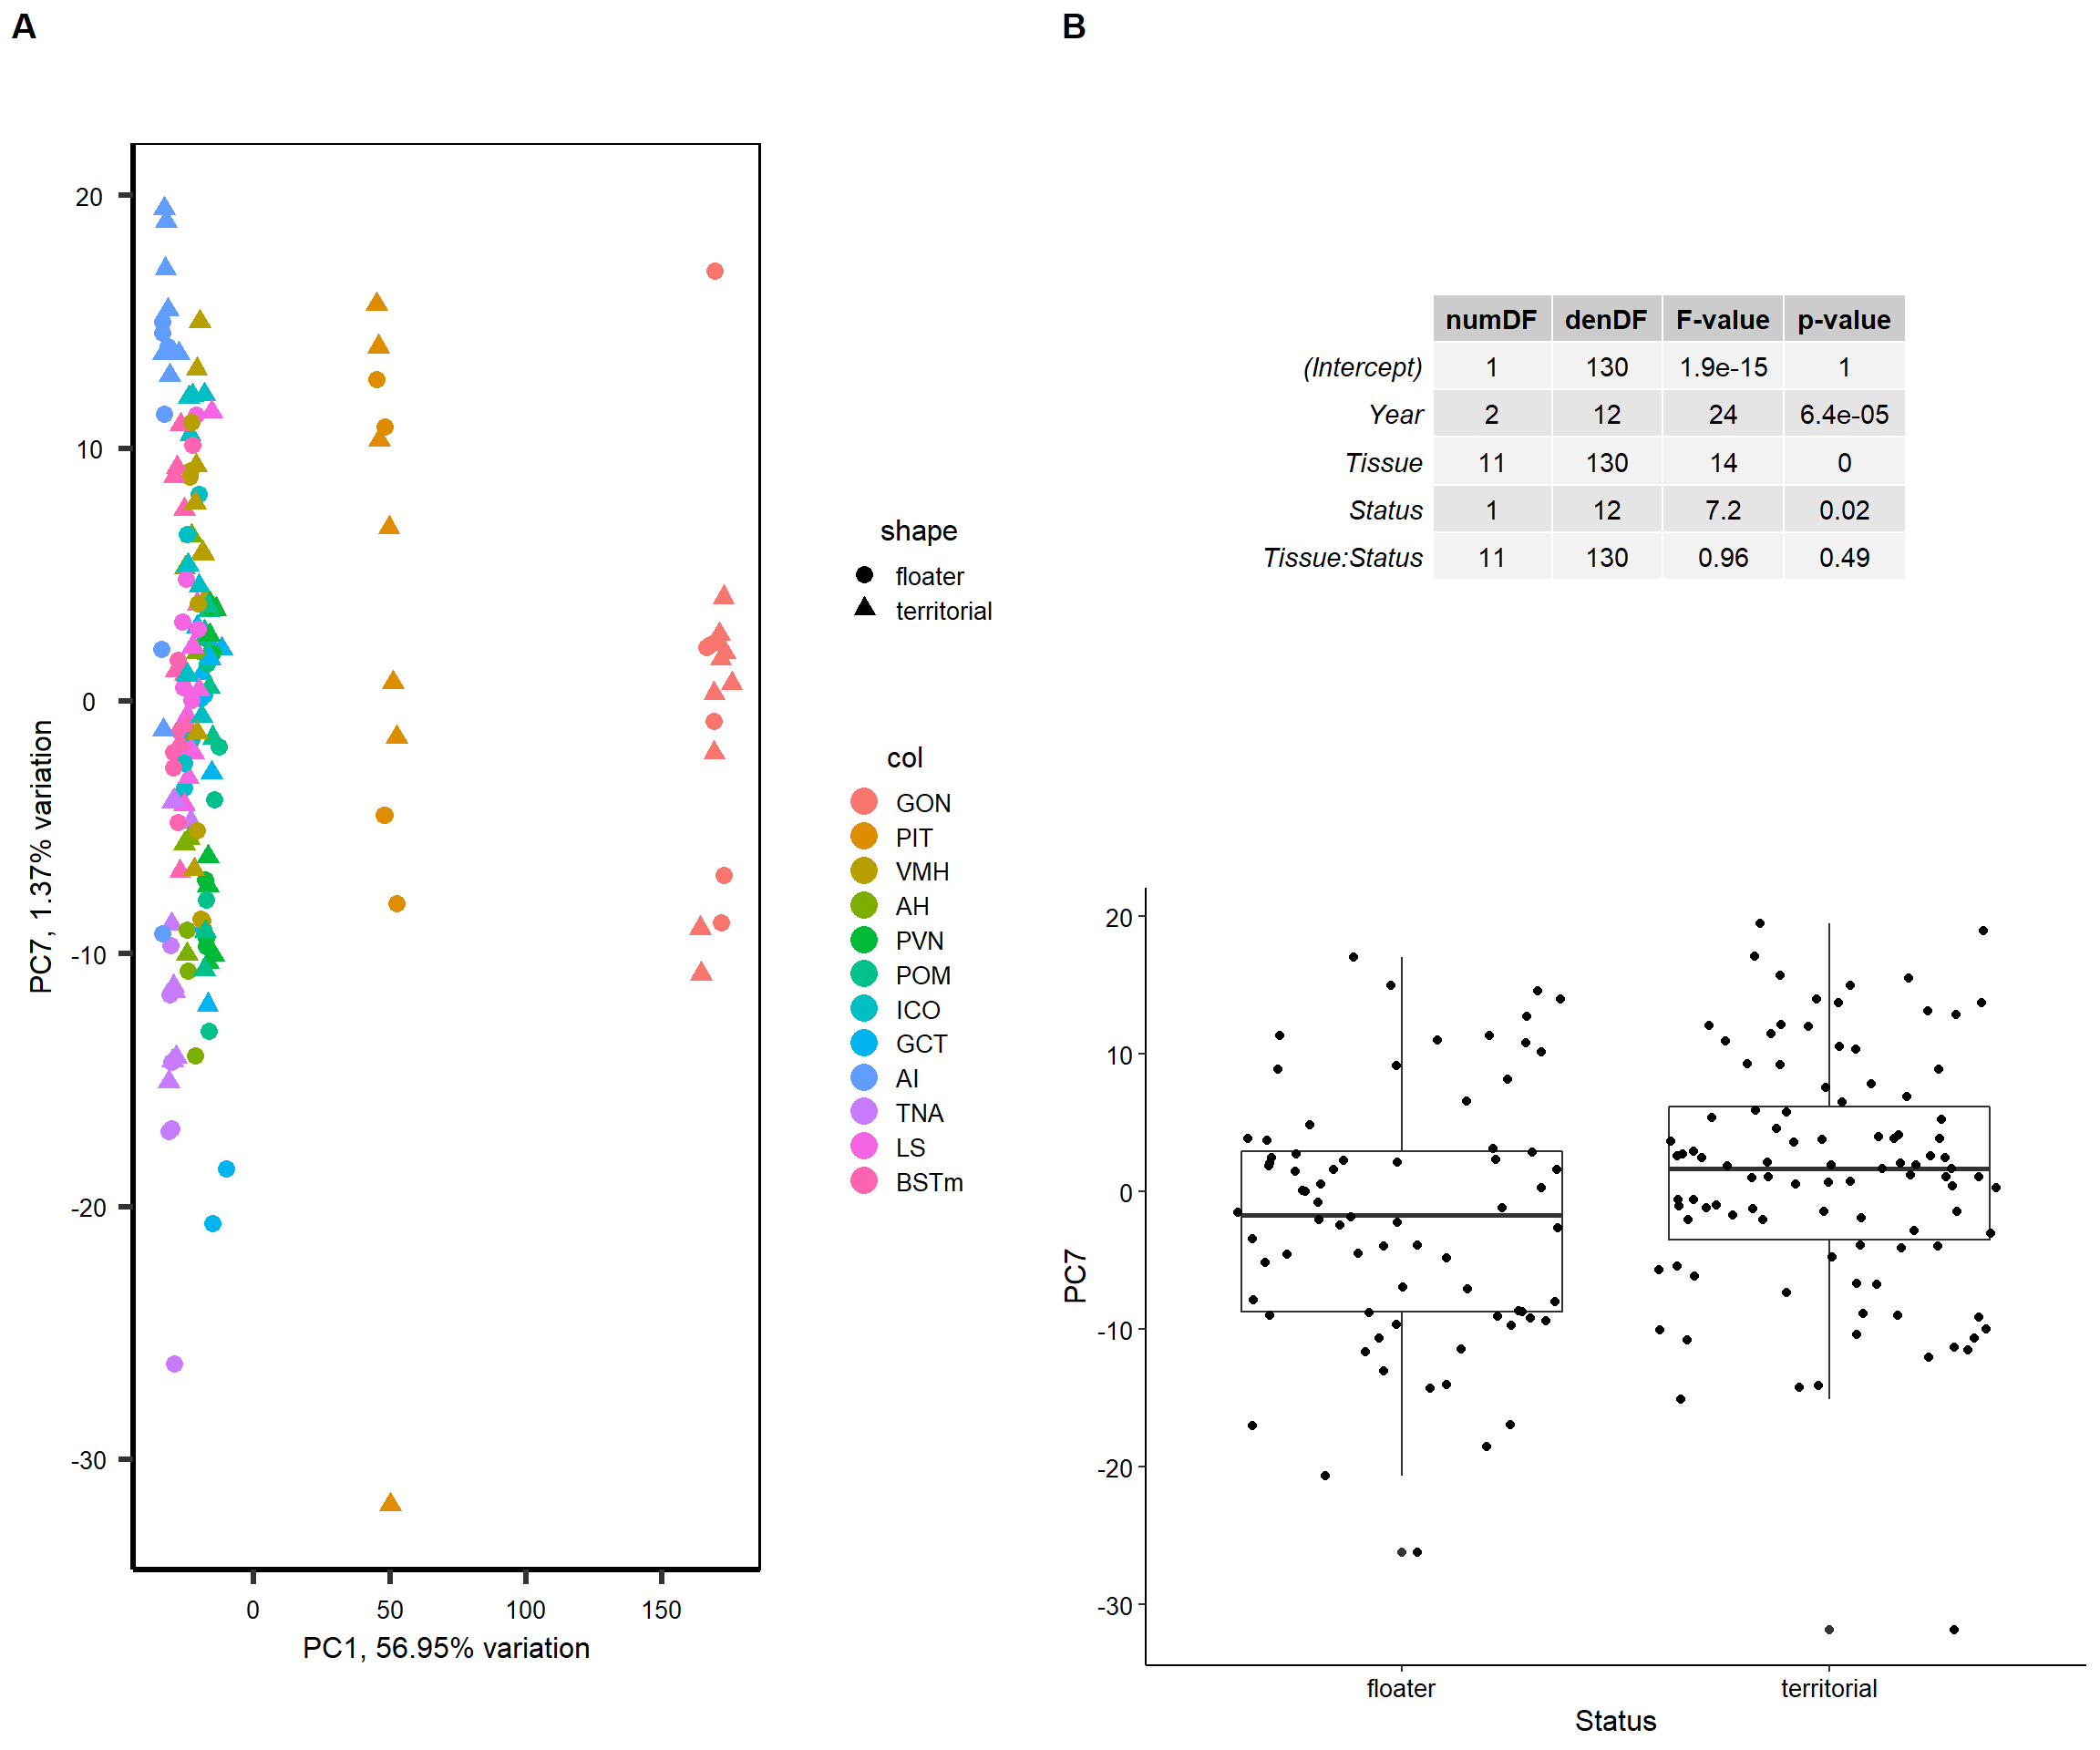 A
20
10
0
-10
-20
-30
PC7, 1.37% variation
0 50 100 150
PC1, 56.95% variation
shape
floater
territorial
col
GON
PIT
VMH
AH
PVN
POM
ICO
GCT
AI
TNA
LS
BSTm
B
numDF denDF F-value p-value
(Intercept) 1 130 1.9e-15 1
Year 2 12 24 6.4e-05
Tissue 11 130 14 0
Status 1 12 7.2 0.02
Tissue:Status 11 130 0.96 0.49
20
10
0
-10
-20
-30
PC7
floater territorial
Status